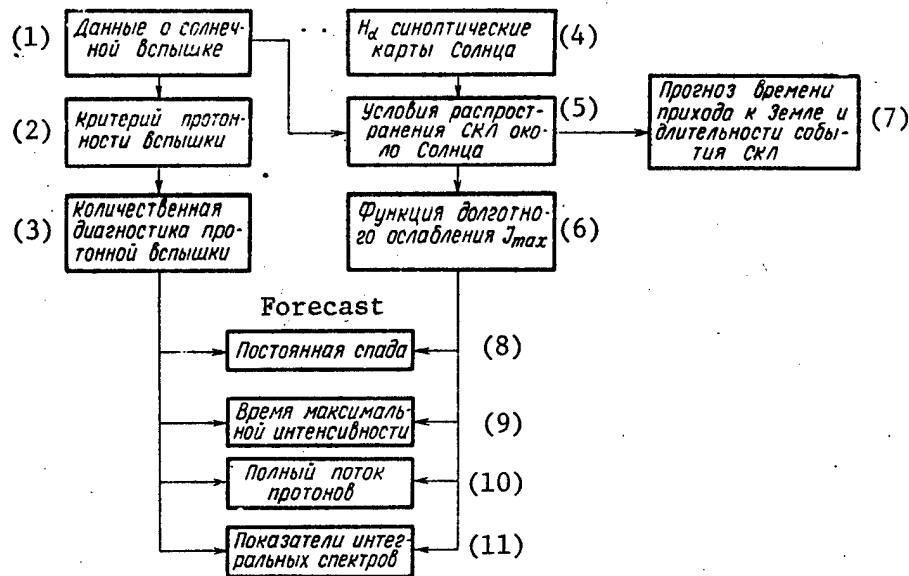 (1)
Данные о солнеч-
ной вспышке
Hα синоптические
карты Солнца
(4)
(2)
Критерий протон-
ности вспышки
Условия распрост-
ранения СКЛ око-
ло Солнца
(5)
Прогноз времени
прихода к Земле и
длительности собы-
тия СКЛ
(7)
(3)
Количественная
диагностика про-
тонной вспышки
Функция долготно-
го ослабления Jmax
(6)
Forecast
Постоянная спада
(8)
Время максималь-
ной интенсивности
(9)
Полный поток
протонов
(10)
Показатели интег-
ральных спектров
(11)